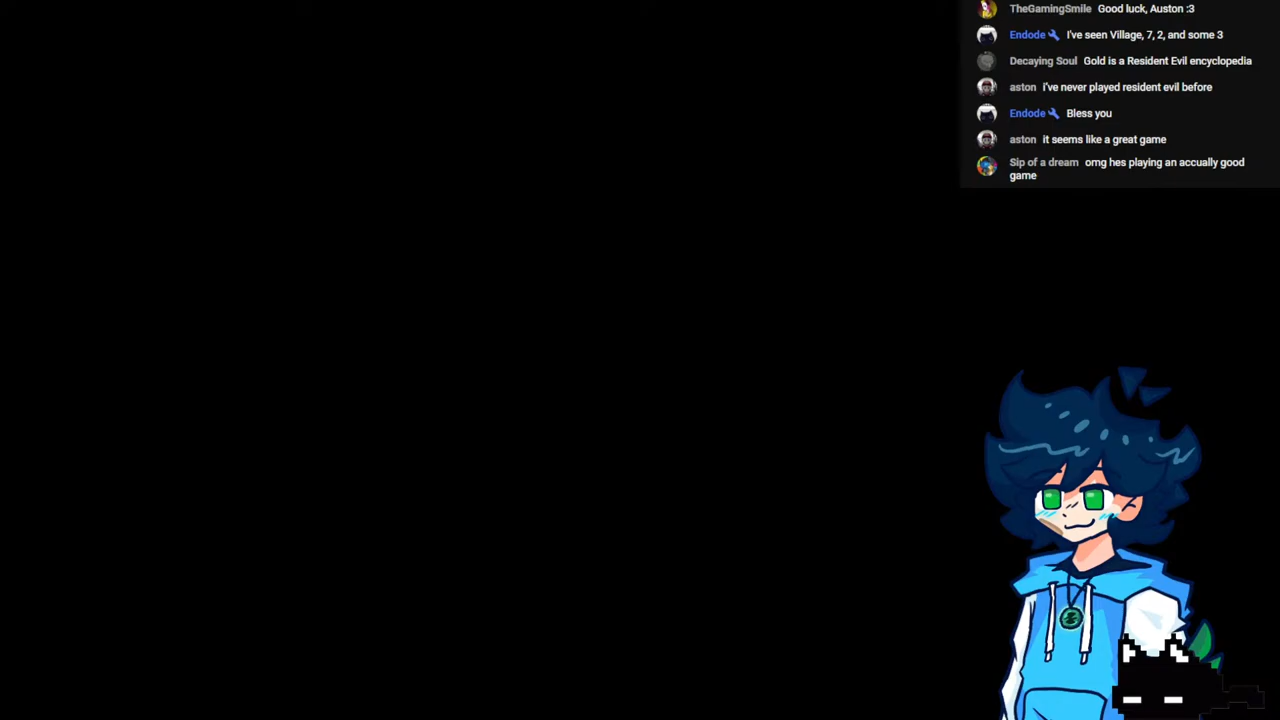 TheGamingSmile Good luck, Auston :3
Endode I've seen Village, 7, 2, and some 3
Decaying Soul Gold is a Resident Evil encyclopedia
aston i've never played resident evil before
Endode Bless you
aston it seems like a great game
Sip of a dream omg hes playing an accually good
game